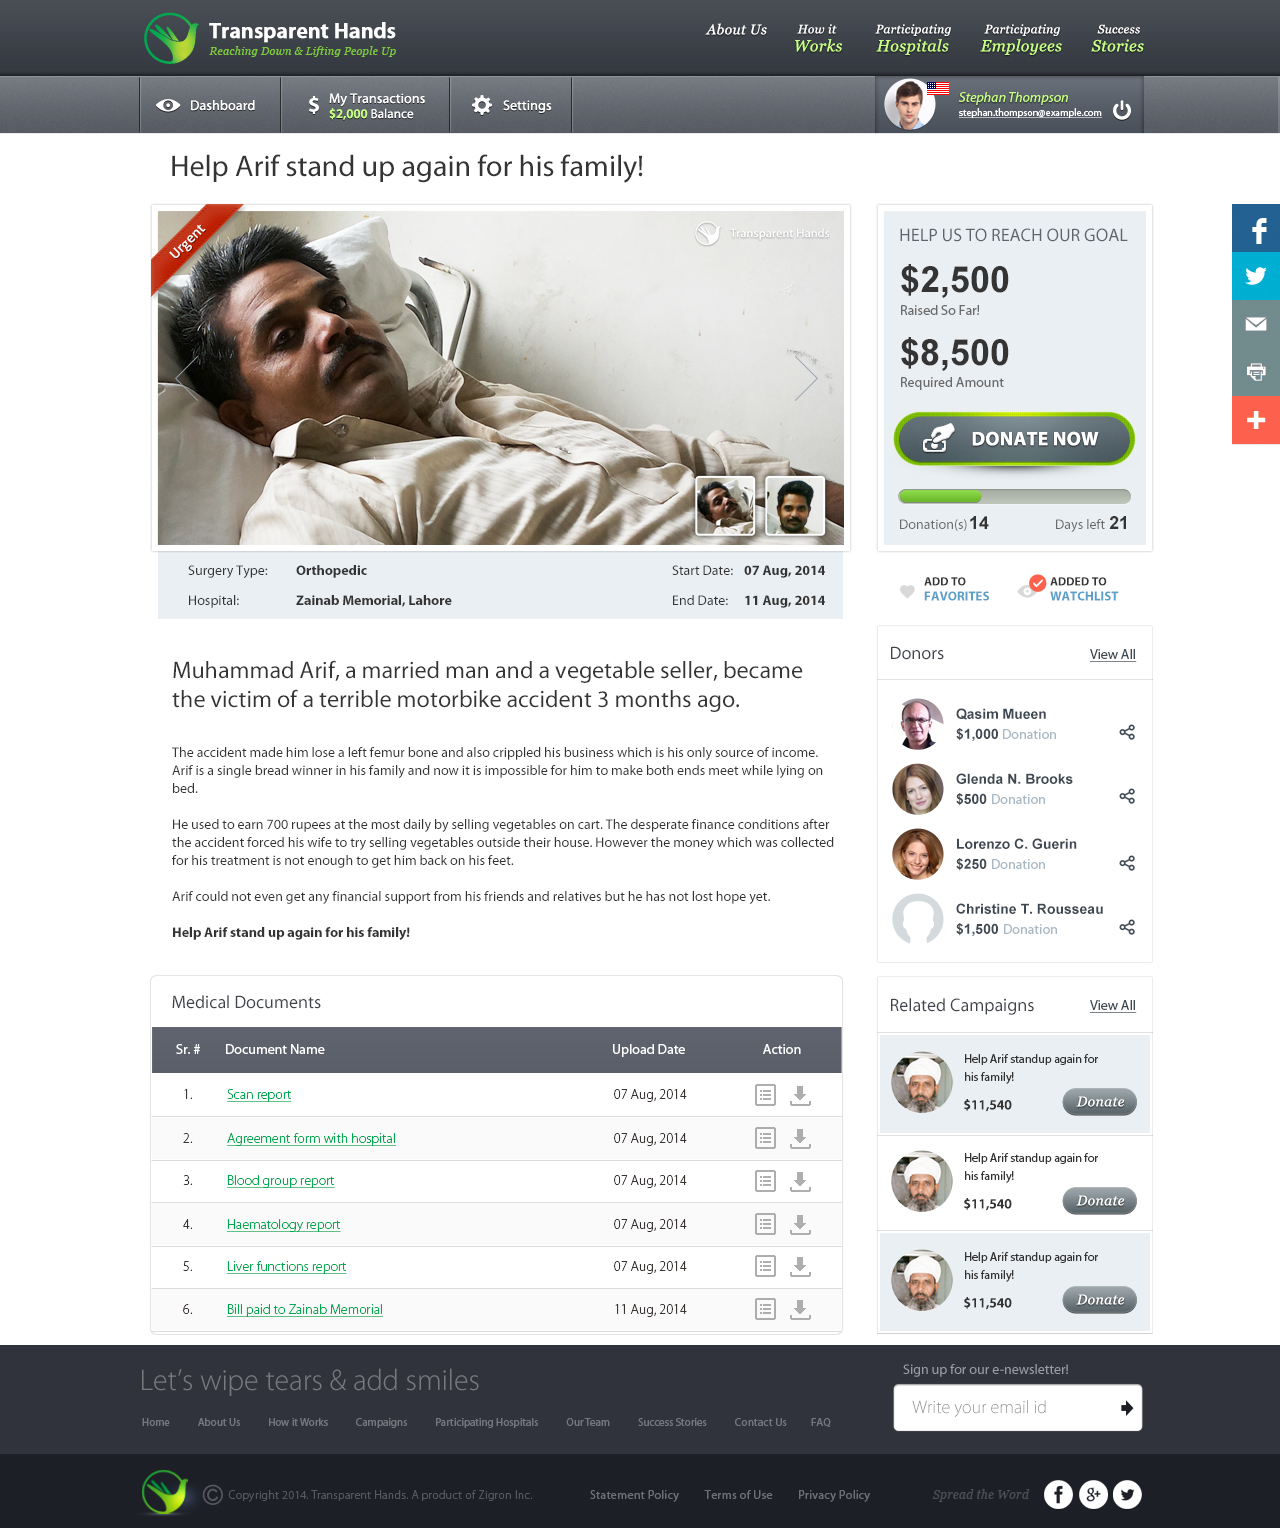 Transparent Hands
Reaching Down & Lifting People Up
About Us
How it
Works
Participating
Hospitals
Participating
Employees
Success
Stories
Dashboard
$
My Transactions
$2,000 Balance
Settings
Stephan Thompson
stephan.thompson@example.com
Help Arif stand up again for his family!
Urgent
Transparent Hands
Surgery Type: Orthopedic
Start Date: 07 Aug, 2014
Hospital: Zainab Memorial, Lahore
End Date: 11 Aug, 2014
HELP US TO REACH OUR GOAL
$2,500
Raised So Far!
$8,500
Required Amount
DONATE NOW
Donation(s) 14
Days left 21
ADD TO
FAVORITES
ADDED TO
WATCHLIST
Muhammad Arif, a married man and a vegetable seller, became
the victim of a terrible motorbike accident 3 months ago.
The accident made him lose a left femur bone and also crippled his business which is his only source of income.
Arif is a single bread winner in his family and now it is impossible for him to make both ends meet while lying on
bed.
He used to earn 700 rupees at the most daily by selling vegetables on cart. The desperate finance conditions after
the accident forced his wife to try selling vegetables outside their house. However the money which was collected
for his treatment is not enough to get him back on his feet.
Arif could not even get any financial support from his friends and relatives but he has not lost hope yet.
Help Arif stand up again for his family!
Donors
View All
Qasim Mueen
$1,000 Donation
Glenda N. Brooks
$500 Donation
Lorenzo C. Guerin
$250 Donation
Christine T. Rousseau
$1,500 Donation
Medical Documents
Sr. # Document Name Upload Date Action
1. Scan report 07 Aug, 2014
2. Agreement form with hospital 07 Aug, 2014
3. Blood group report 07 Aug, 2014
4. Haematology report 07 Aug, 2014
5. Liver functions report 07 Aug, 2014
6. Bill paid to Zainab Memorial 11 Aug, 2014
Related Campaigns
View All
Help Arif standup again for
his family!
$11,540
Donate
Help Arif standup again for
his family!
$11,540
Donate
Help Arif standup again for
his family!
$11,540
Donate
Let's wipe tears & add smiles
Home About Us How it Works Campaigns Participating Hospitals Our Team Success Stories Contact Us FAQ
Sign up for our e-newsletter!
Write your email id
© Copyright 2014. Transparent Hands. A product of Zigron Inc.
Statement Policy Terms of Use Privacy Policy
Spread the Word